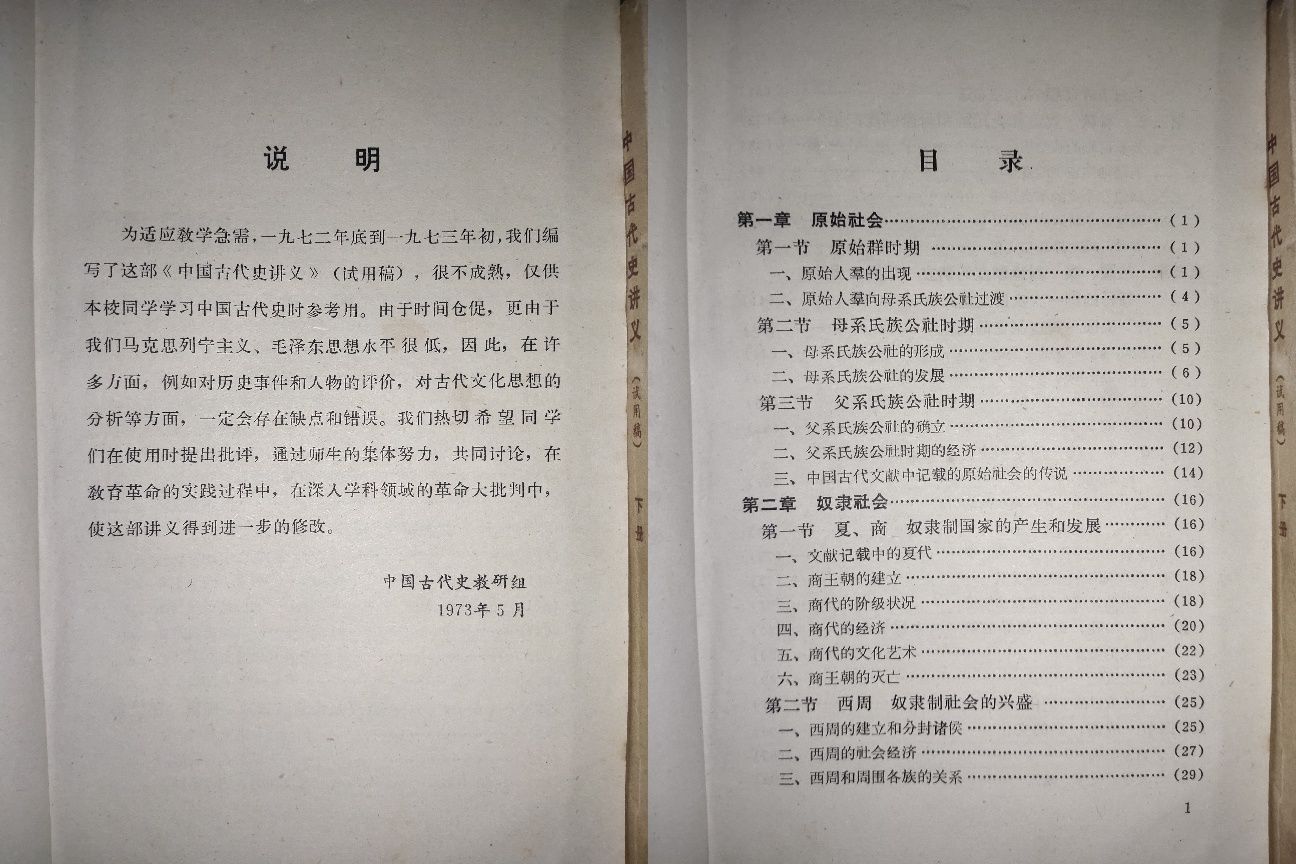 说 明
为适应教学急需，一九七二年底到一九七三年初，我们编
写了这部《中国古代史讲义》（试用稿），很不成熟，仅供
本校同学学习中国古代史时参考用。由于时间仓促，更由于
我们马克思列宁主义、毛泽东思想水平很低，因此，在许
多方面，例如对历史事件和人物的评价，对古代文化思想的
分析等方面，一定会存在缺点和错误。我们热切希望同学
们在使用时提出批评，通过师生的集体努力，共同讨论，在
教育革命的实践过程中，在深入学科领域的革命大批判中，
使这部讲义得到进一步的修改。
中国古代史教研组
1973年5月
中国古代史讲义（试用稿） 下册
目 录
第一章 原始社会……（1）
第一节 原始群时期……（1）
一、原始人羣的出现……（1）
二、原始人羣向母系氏族公社过渡……（4）
第二节 母系氏族公社时期……（5）
一、母系氏族公社的形成……（5）
二、母系氏族公社的发展……（6）
第三节 父系氏族公社时期……（10）
一、父系氏族公社的确立……（10）
二、父系氏族公社时期的经济……（12）
三、中国古代文献中记载的原始社会的传说……（14）
第二章 奴隶社会……（16）
第一节 夏、商 奴隶制国家的产生和发展……（16）
一、文献记载中的夏代……（16）
二、商王朝的建立……（18）
三、商代的阶级状况……（18）
四、商代的经济……（20）
五、商代的文化艺术……（22）
六、商王朝的灭亡……（23）
第二节 西周 奴隶制社会的兴盛……（25）
一、西周的建立和分封诸侯……（25）
二、西周的社会经济……（27）
三、西周和周围各族的关系……（29）
1
中国古代史讲义（试用稿） 下册